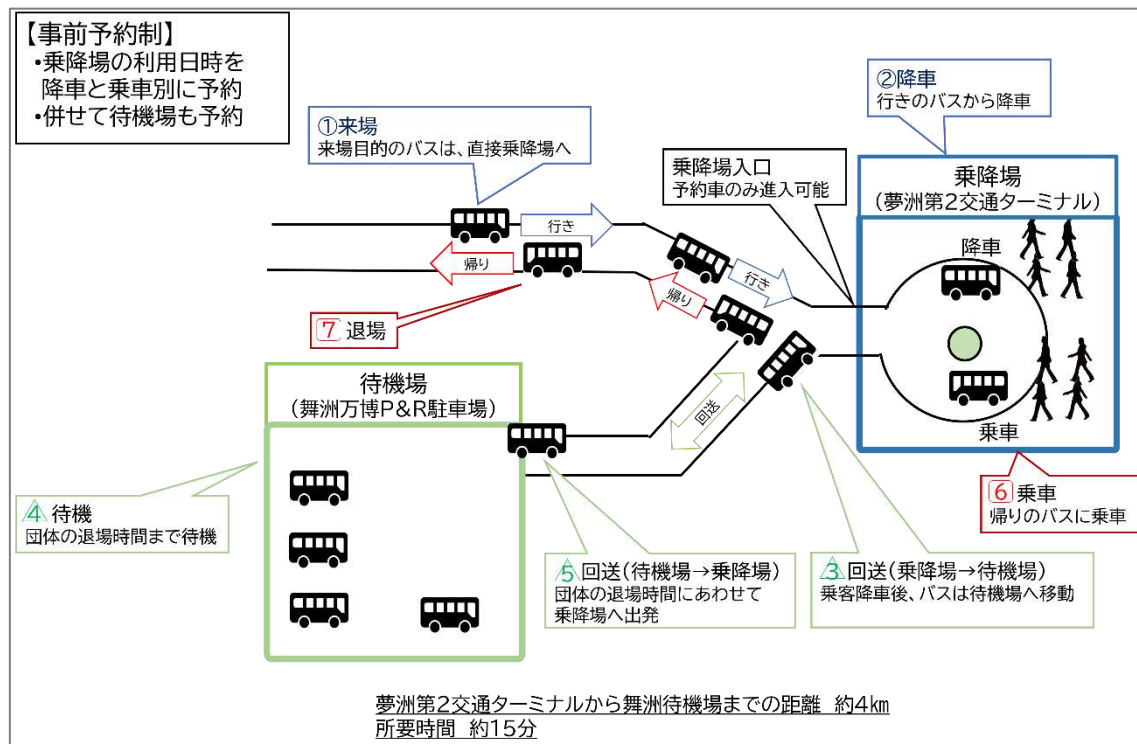 【事前予約制】
・乗降場の利用日時を
降車と乗車別に予約
・併せて待機場も予約
①来場
来場目的のバスは、直接乗降場へ
②降車
行きのバスから降車
乗降場入口
予約車のみ進入可能
乗降場
(夢洲第2交通ターミナル)
行き
帰り
行き
帰り
降車
乗車
7 退場
待機場
(舞洲万博P&R駐車場)
回送
4 待機
団体の退場時間まで待機
5 回送(待機場→乗降場)
団体の退場時間にあわせて
乗降場へ出発
3 回送(乗降場→待機場)
乗客降車後、バスは待機場へ移動
6 乗車
帰りのバスに乗車
夢洲第2交通ターミナルから舞洲待機場までの距離 約4km
所要時間 約15分